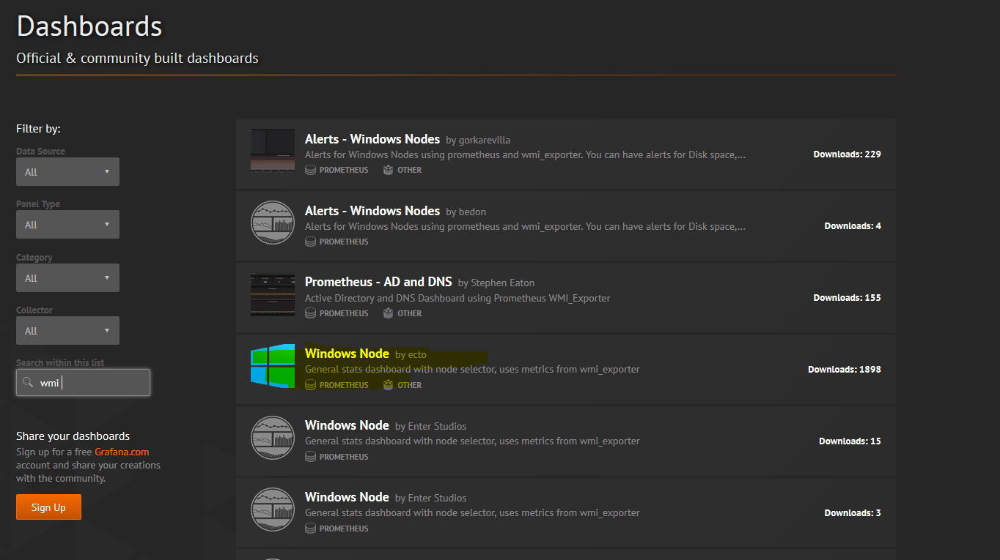 Dashboards
Official & community built dashboards
Filter by:
Data Source
All
Panel Type
All
Category
All
Collector
All
Search within this list
wmi
Share your dashboards
Sign up for a free Grafana.com
account and share your creations
with the community.
Sign Up
Alerts - Windows Nodes by gorkarevilla
Alerts for Windows Nodes using prometheus and wmi_exporter. You can have alerts for Disk space,...
PROMETHEUS OTHER
Downloads: 229
Alerts - Windows Nodes by bedon
Alerts for Windows Nodes using prometheus and wmi_exporter. You can have alerts for Disk space,...
PROMETHEUS
Downloads: 4
Prometheus - AD and DNS by Stephen Eaton
Active Directory and DNS Dashboard using Prometheus WMI_Exporter
PROMETHEUS OTHER
Downloads: 155
Windows Node by ecto
General stats dashboard with node selector, uses metrics from wmi_exporter
PROMETHEUS OTHER
Downloads: 1898
Windows Node by Enter Studios
General stats dashboard with node selector, uses metrics from wmi_exporter
PROMETHEUS
Downloads: 15
Windows Node by Enter Studios
General stats dashboard with node selector, uses metrics from wmi_exporter
PROMETHEUS
Downloads: 3